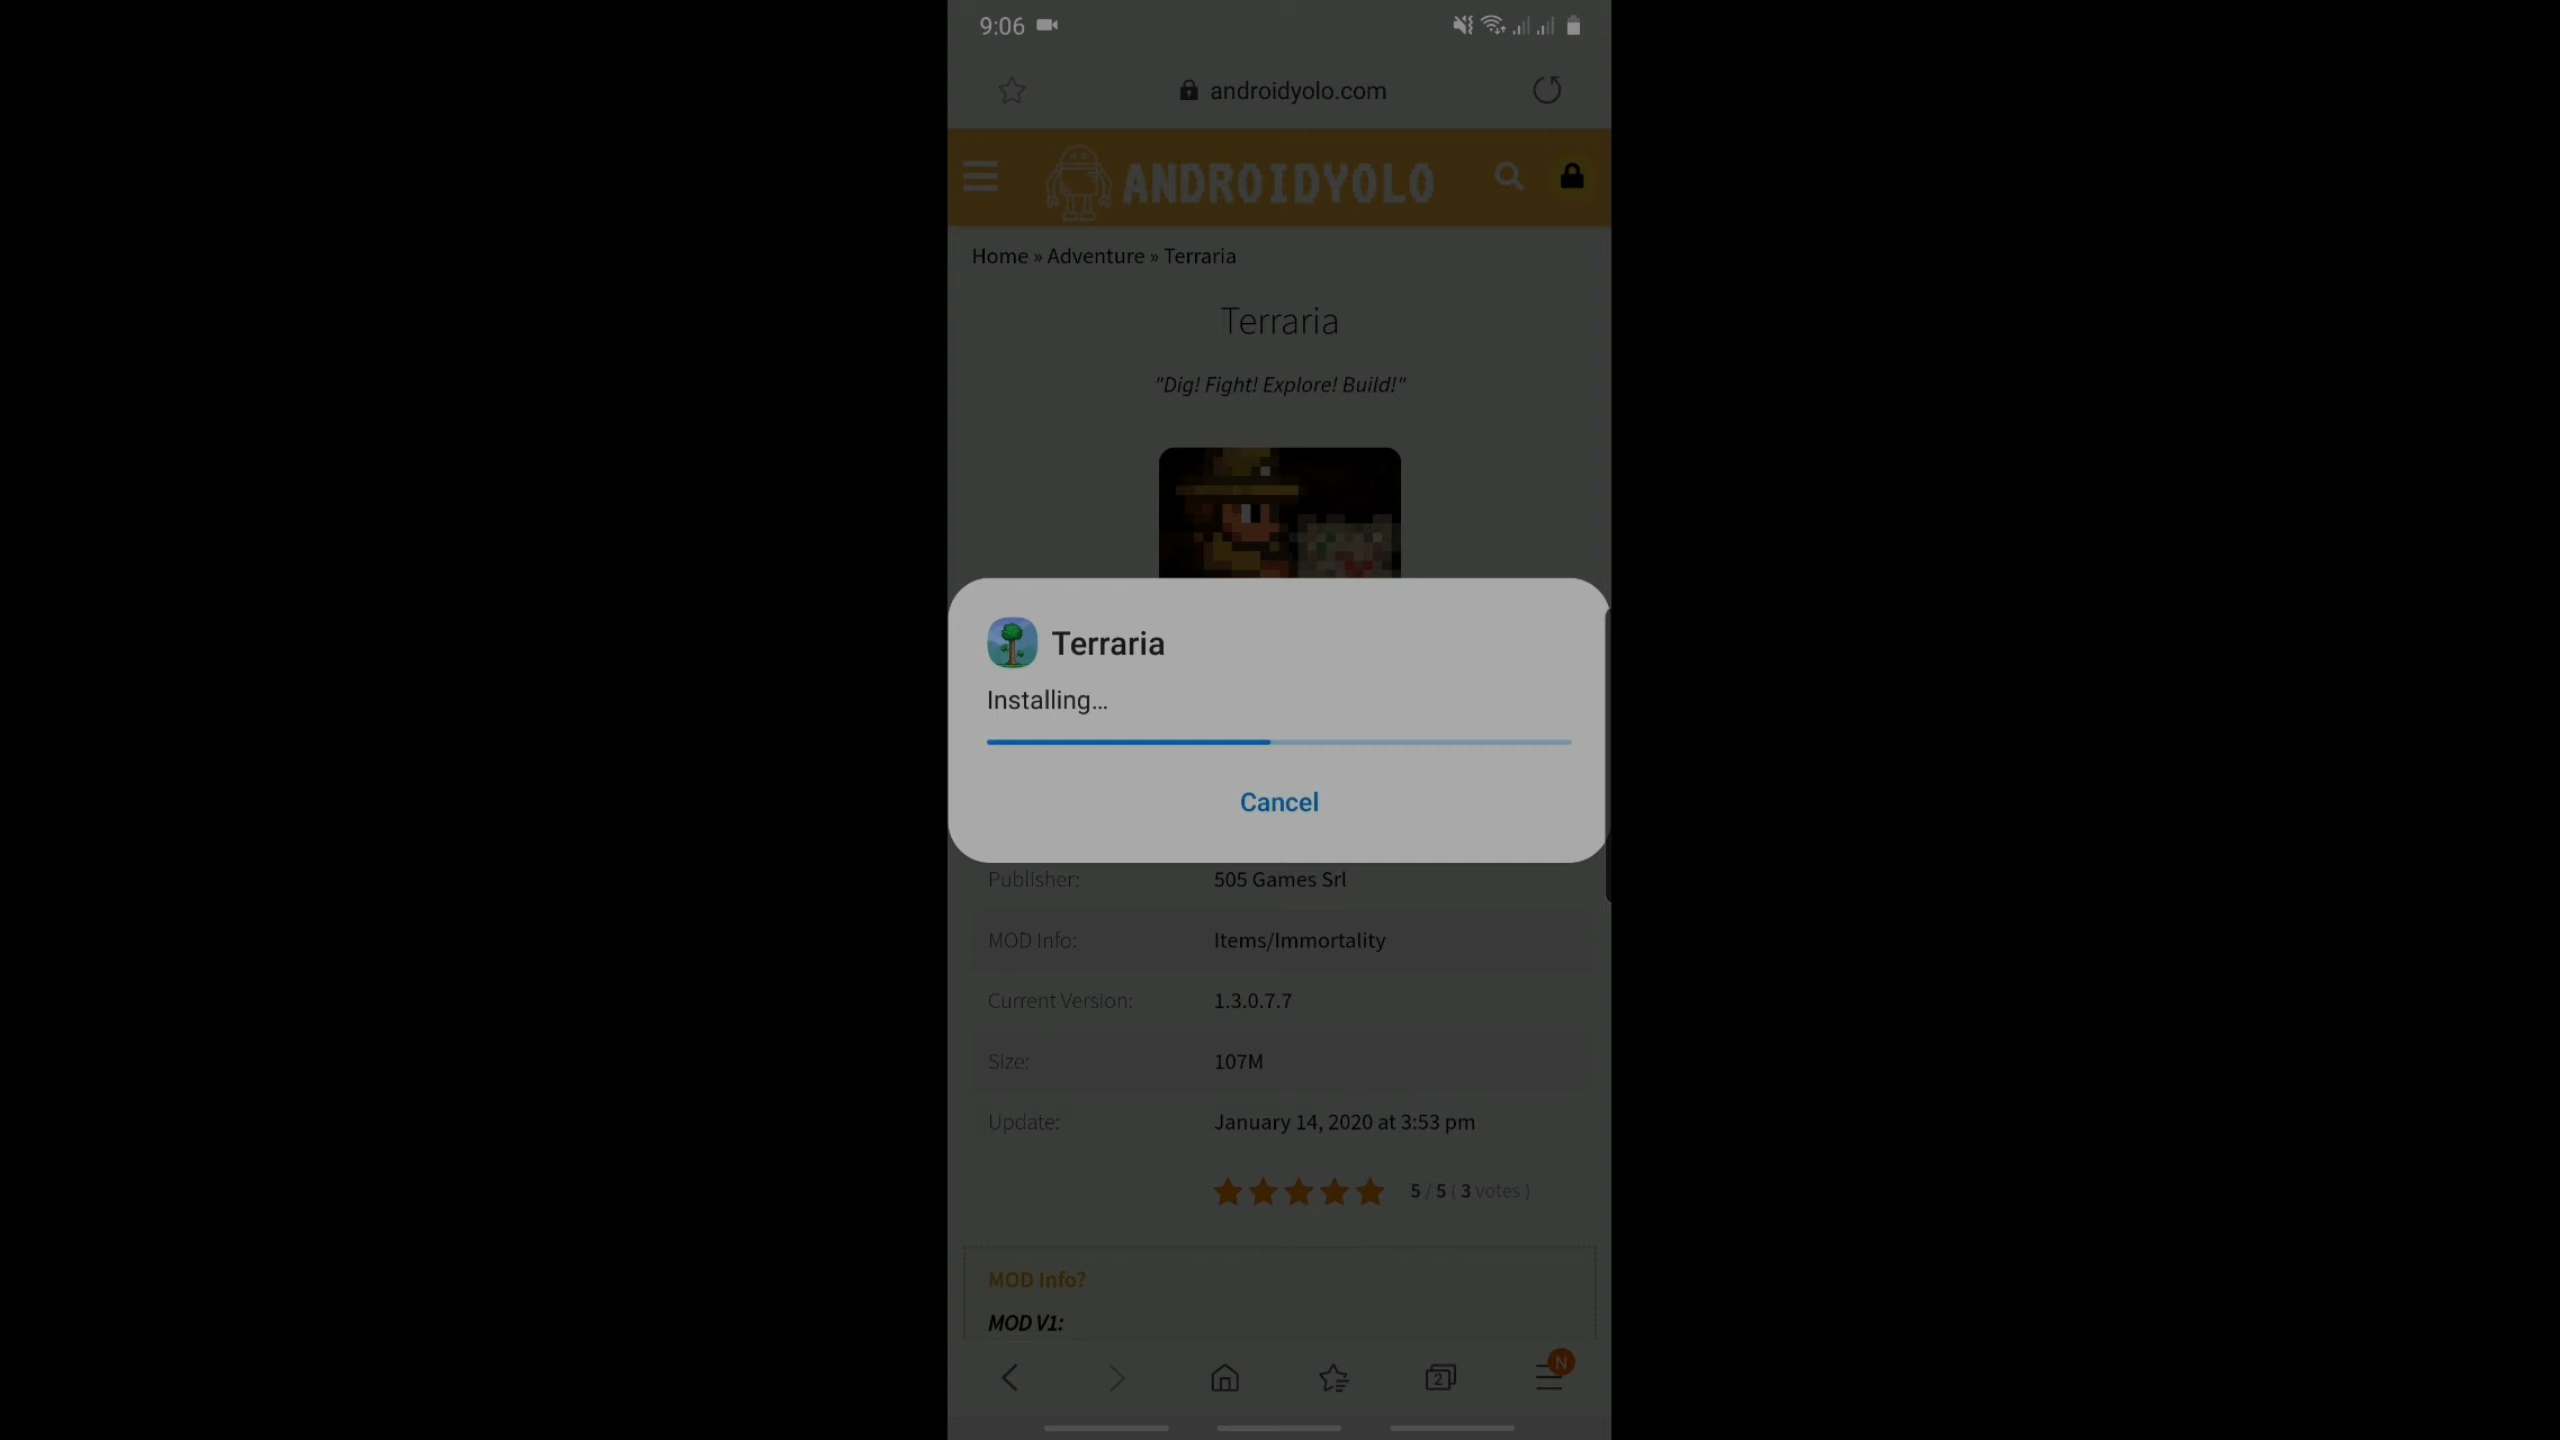 9:06
androidyolo.com
ANDROIDYOLO
Home » Adventure » Terraria
Terraria
"Dig! Fight! Explore! Build!"
Terraria
Installing...
Cancel
Publisher: 505 Games Srl
MOD Info: Items/Immortality
Current Version: 1.3.0.7.7
Size: 107M
Update: January 14, 2020 at 3:53 pm
5 / 5 ( 3 votes )
MOD Info?
MOD V1:
2
N